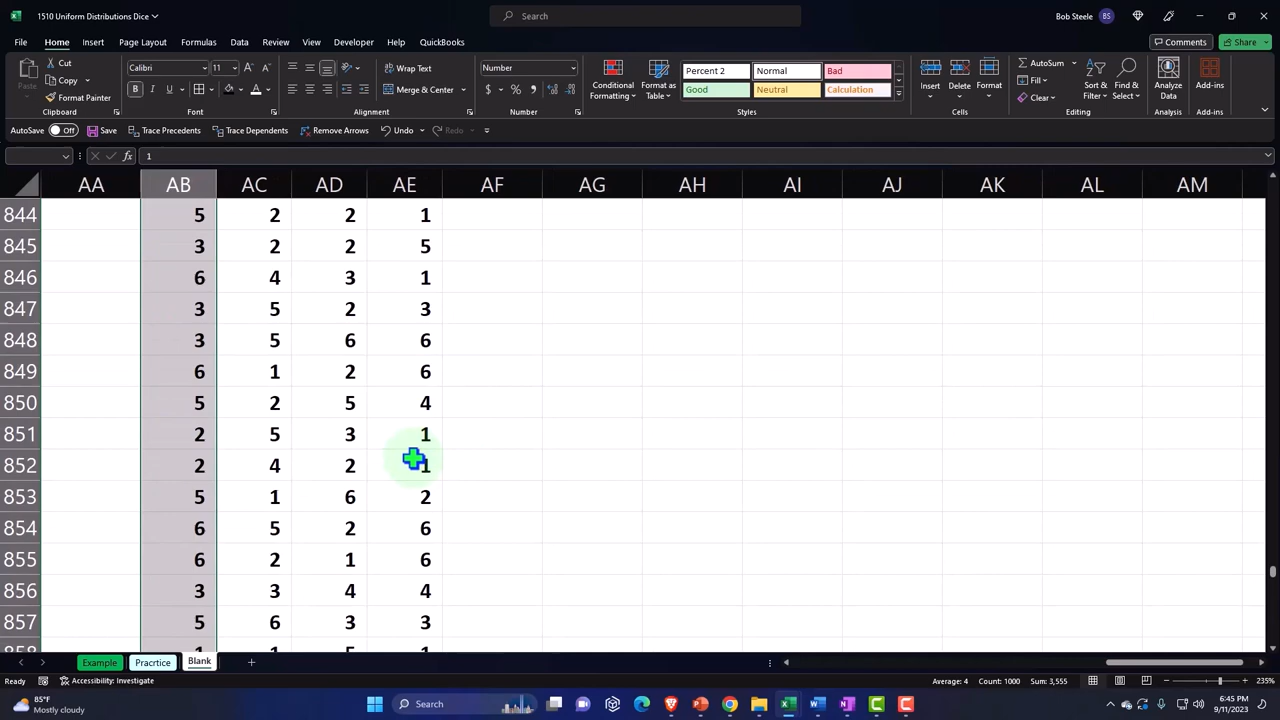 1510 Uniform Distributions Dice
Search
Bob Steele
BS
File
Home
Insert
Page Layout
Formulas
Data
Review
View
Developer
Help
QuickBooks
Comments
Share
Cut
Copy
Format Painter
Paste
Clipboard
Calibri
11
Font
Wrap Text
Merge & Center
Alignment
Number
Number
Conditional Formatting
Format as Table
Percent 2
Normal
Bad
Good
Neutral
Calculation
Styles
Insert
Delete
Format
Cells
AutoSum
Fill
Clear
Sort & Filter
Find & Select
Editing
Analyze Data
Analysis
Add-ins
Add-ins
AutoSave Off
Save
Trace Precedents
Trace Dependents
Remove Arrows
Undo
Redo
fx 1
AA AB AC AD AE AF AG AH AI AJ AK AL AM
844 5 2 2 1
845 3 2 2 5
846 6 4 3 1
847 3 5 2 3
848 3 5 6 6
849 6 1 2 6
850 5 2 5 4
851 2 5 3 1
852 2 4 2 1
853 5 1 6 2
854 6 5 2 6
855 6 2 1 6
856 3 3 4 4
857 5 6 3 3
858 1 1 5 1
Example
Pracrtice
Blank
Ready
Accessibility: Investigate
Average: 4
Count: 1000
Sum: 3,555
235%
85°F
Mostly cloudy
Search
6:45 PM
9/11/2023